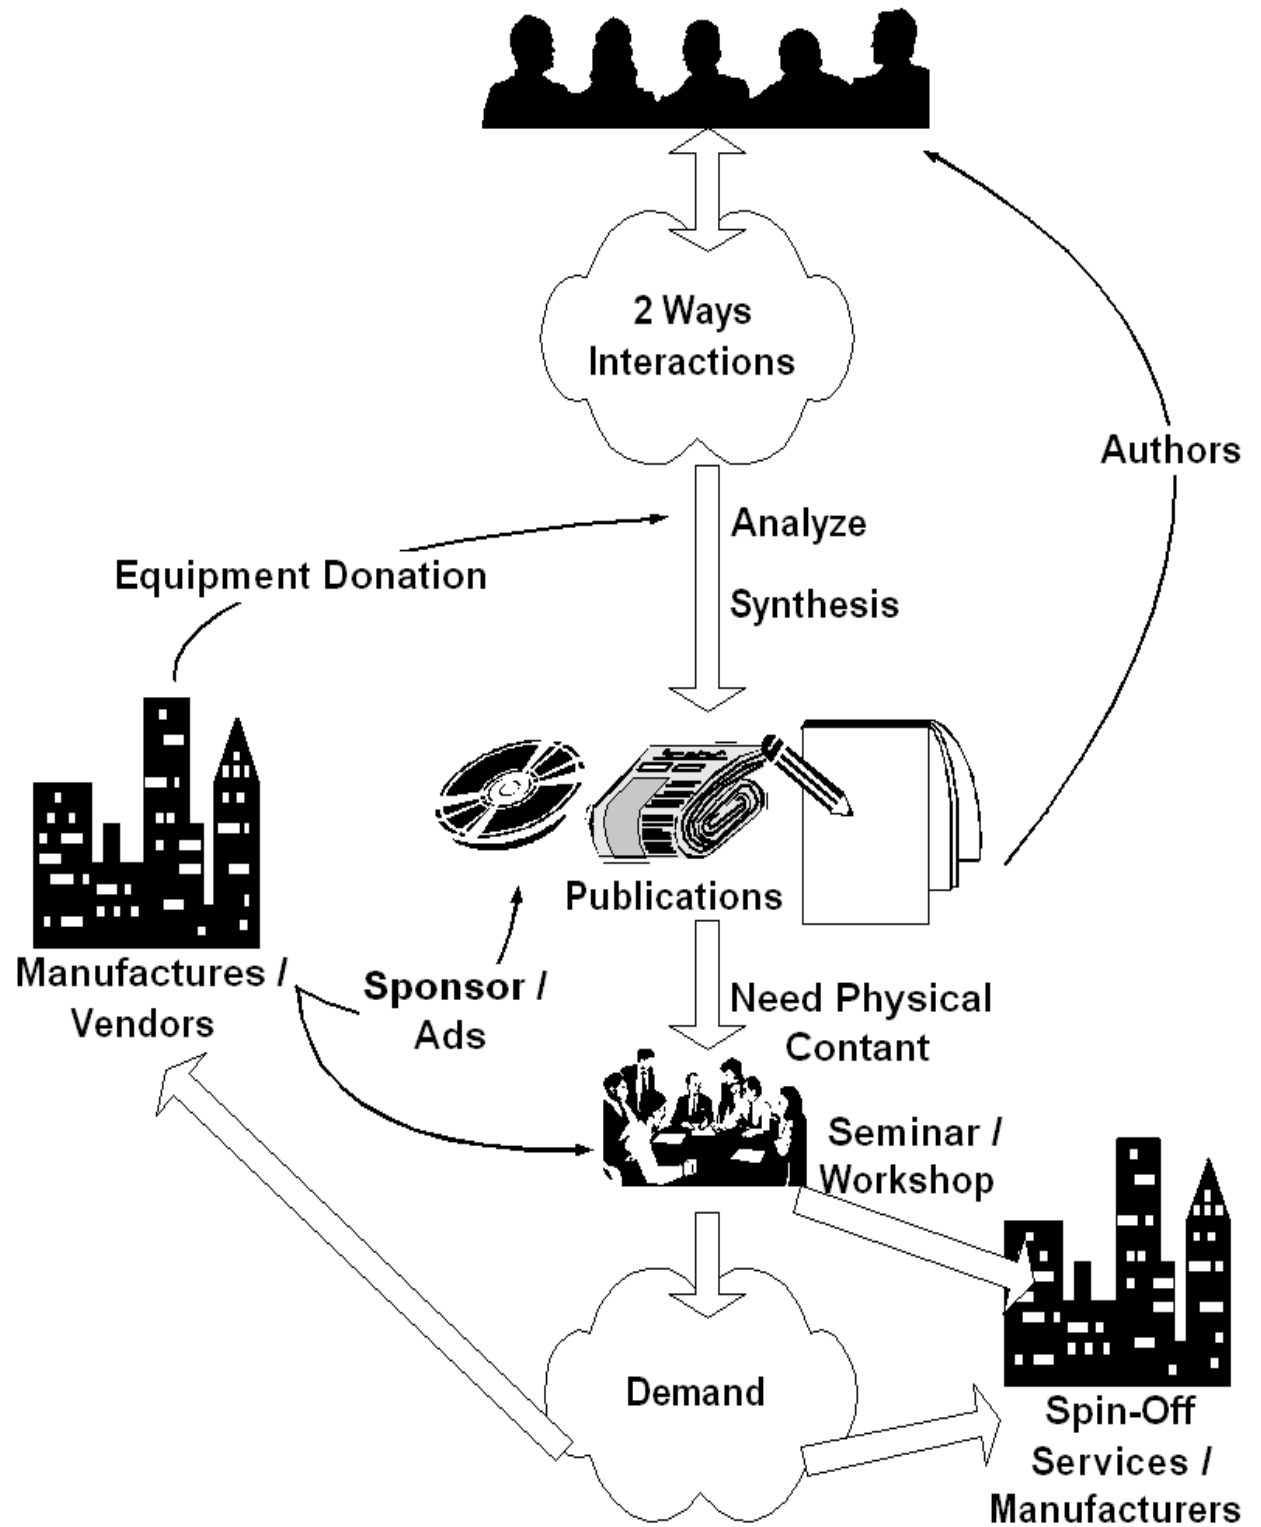 2 Ways
Interactions
Authors
Analyze
Equipment Donation
Synthesis
Publications
Manufactures /
Vendors
Sponsor /
Ads
Need Physical
Contant
Seminar /
Workshop
Demand
Spin-Off
Services /
Manufacturers